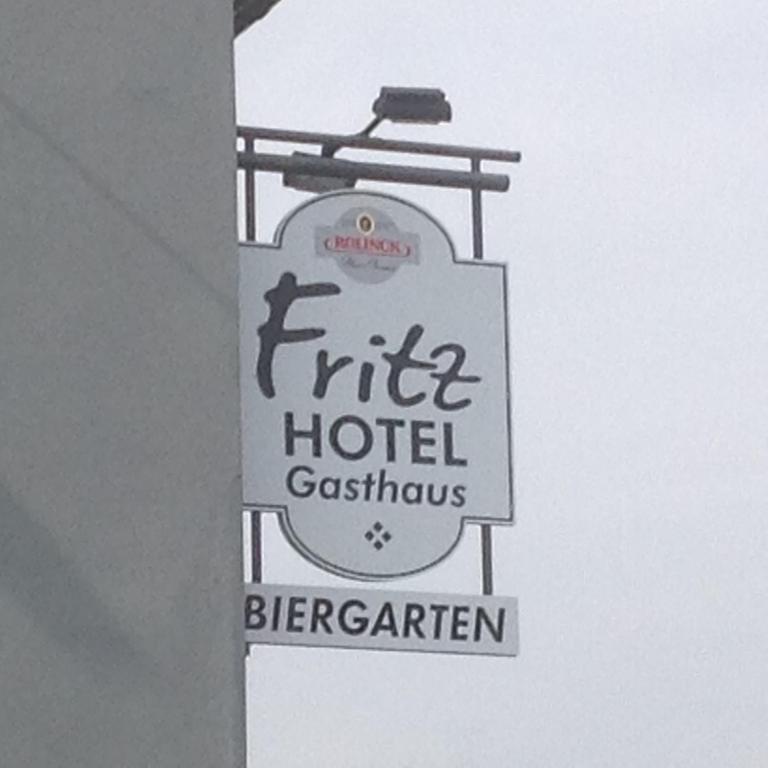 ROLINCK
Fritz
HOTEL
Gasthaus
BIERGARTEN